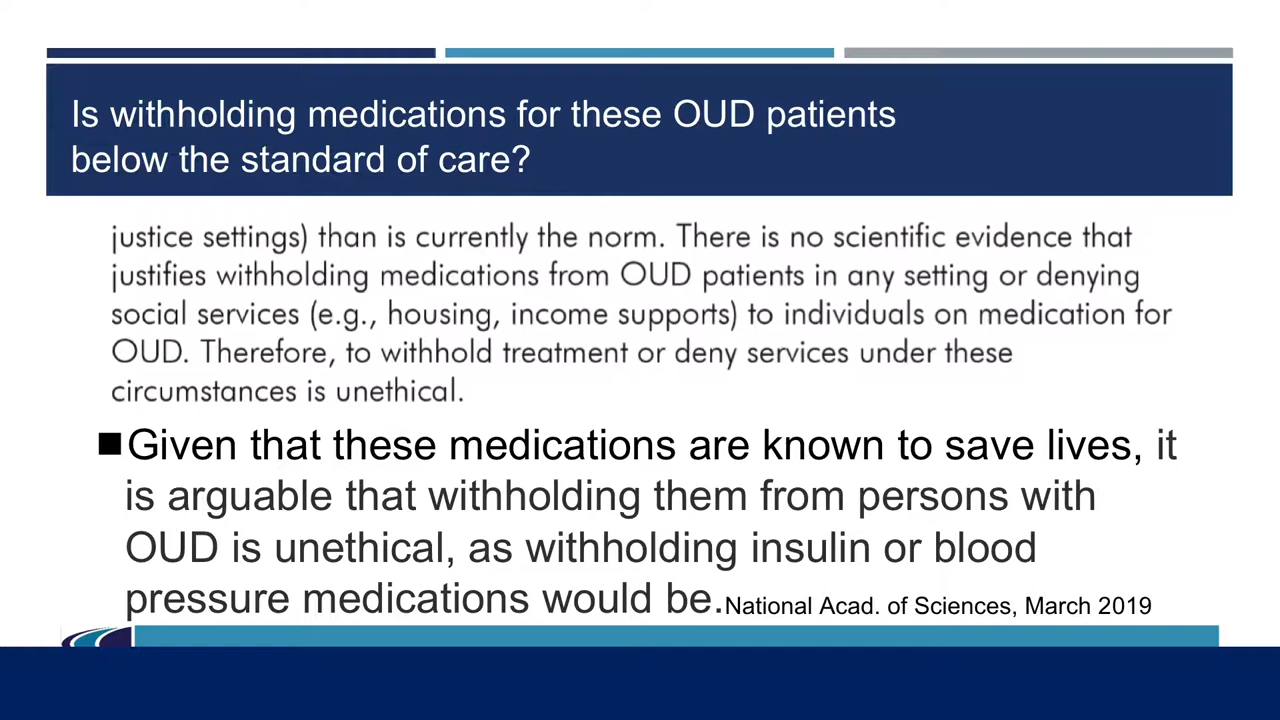 Is withholding medications for these OUD patients
below the standard of care?
justice settings) than is currently the norm. There is no scientific evidence that
justifies withholding medications from OUD patients in any setting or denying
social services (e.g., housing, income supports) to individuals on medication for
OUD. Therefore, to withhold treatment or deny services under these
circumstances is unethical.
■Given that these medications are known to save lives, it
is arguable that withholding them from persons with
OUD is unethical, as withholding insulin or blood
pressure medications would be. National Acad. of Sciences, March 2019